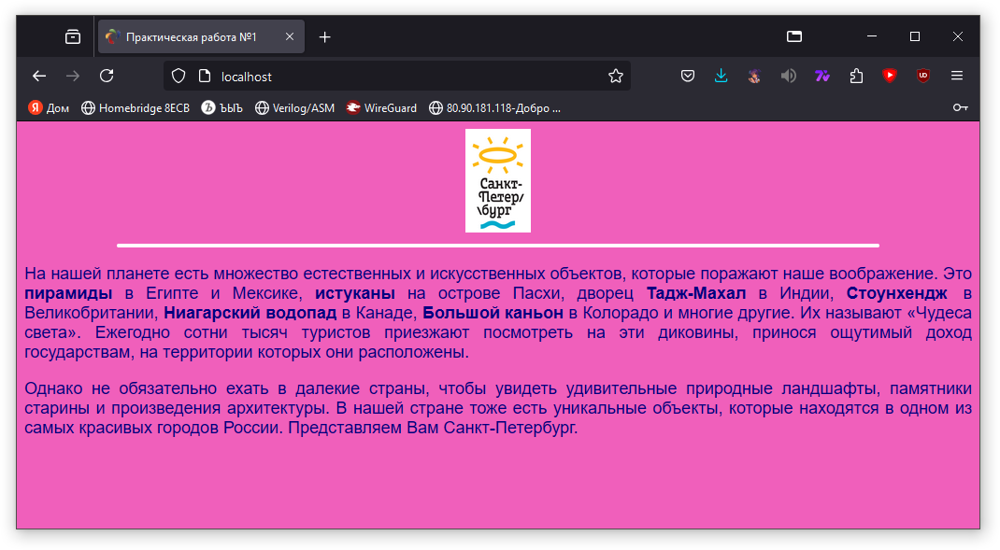 Практическая работа №1
localhost
Я Дом Homebridge 8ECB Ъ ЪЫЪ Verilog/ASM WireGuard 80.90.181.118-Добро ...
Санкт-
Петер/
\бург
На нашей планете есть множество естественных и искусственных объектов, которые поражают наше воображение. Это
пирамиды в Египте и Мексике, истуканы на острове Пасхи, дворец Тадж-Махал в Индии, Стоунхендж в
Великобритании, Ниагарский водопад в Канаде, Большой каньон в Колорадо и многие другие. Их называют «Чудеса
света». Ежегодно сотни тысяч туристов приезжают посмотреть на эти диковины, принося ощутимый доход
государствам, на территории которых они расположены.
Однако не обязательно ехать в далекие страны, чтобы увидеть удивительные природные ландшафты, памятники
старины и произведения архитектуры. В нашей стране тоже есть уникальные объекты, которые находятся в одном из
самых красивых городов России. Представляем Вам Санкт-Петербург.